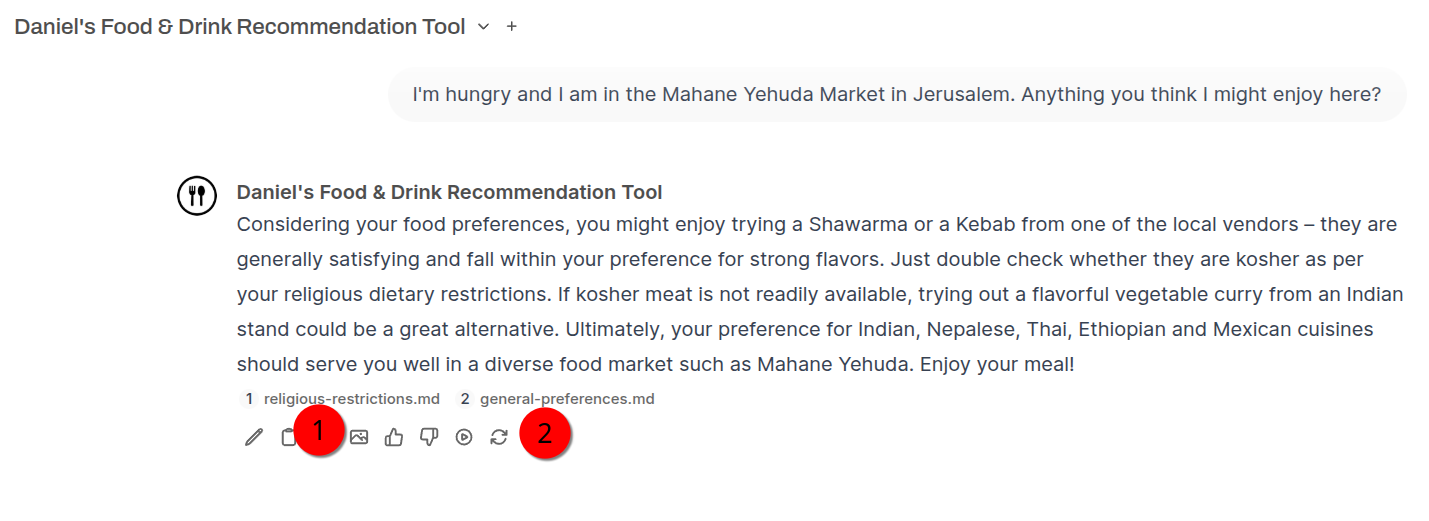 Daniel's Food & Drink Recommendation Tool
I'm hungry and I am in the Mahane Yehuda Market in Jerusalem. Anything you think I might enjoy here?
Daniel's Food & Drink Recommendation Tool
Considering your food preferences, you might enjoy trying a Shawarma or a Kebab from one of the local vendors – they are
generally satisfying and fall within your preference for strong flavors. Just double check whether they are kosher as per
your religious dietary restrictions. If kosher meat is not readily available, trying out a flavorful vegetable curry from an Indian
stand could be a great alternative. Ultimately, your preference for Indian, Nepalese, Thai, Ethiopian and Mexican cuisines
should serve you well in a diverse food market such as Mahane Yehuda. Enjoy your meal!
1 religious-restrictions.md 2 general-preferences.md
1 2